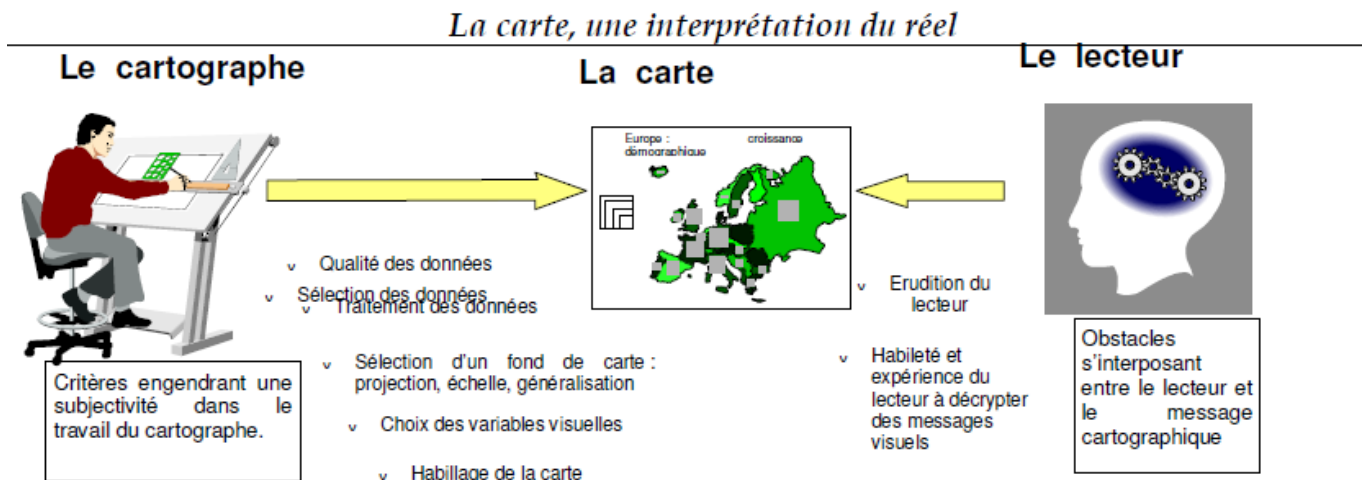 La carte, une interprétation du réel
Le cartographe
La carte
Le lecteur
Europe : croissance
démographique
v Qualité des données
v Sélection des données
v Traitement des données
v Sélection d'un fond de carte :
projection, échelle, généralisation
v Choix des variables visuelles
v Habillage de la carte
v Erudition du
lecteur
v Habileté et
expérience du
lecteur à décrypter
des messages
visuels
Critères engendrant une
subjectivité dans le
travail du cartographe.
Obstacles
s'interposant
entre le lecteur et
le message
cartographique